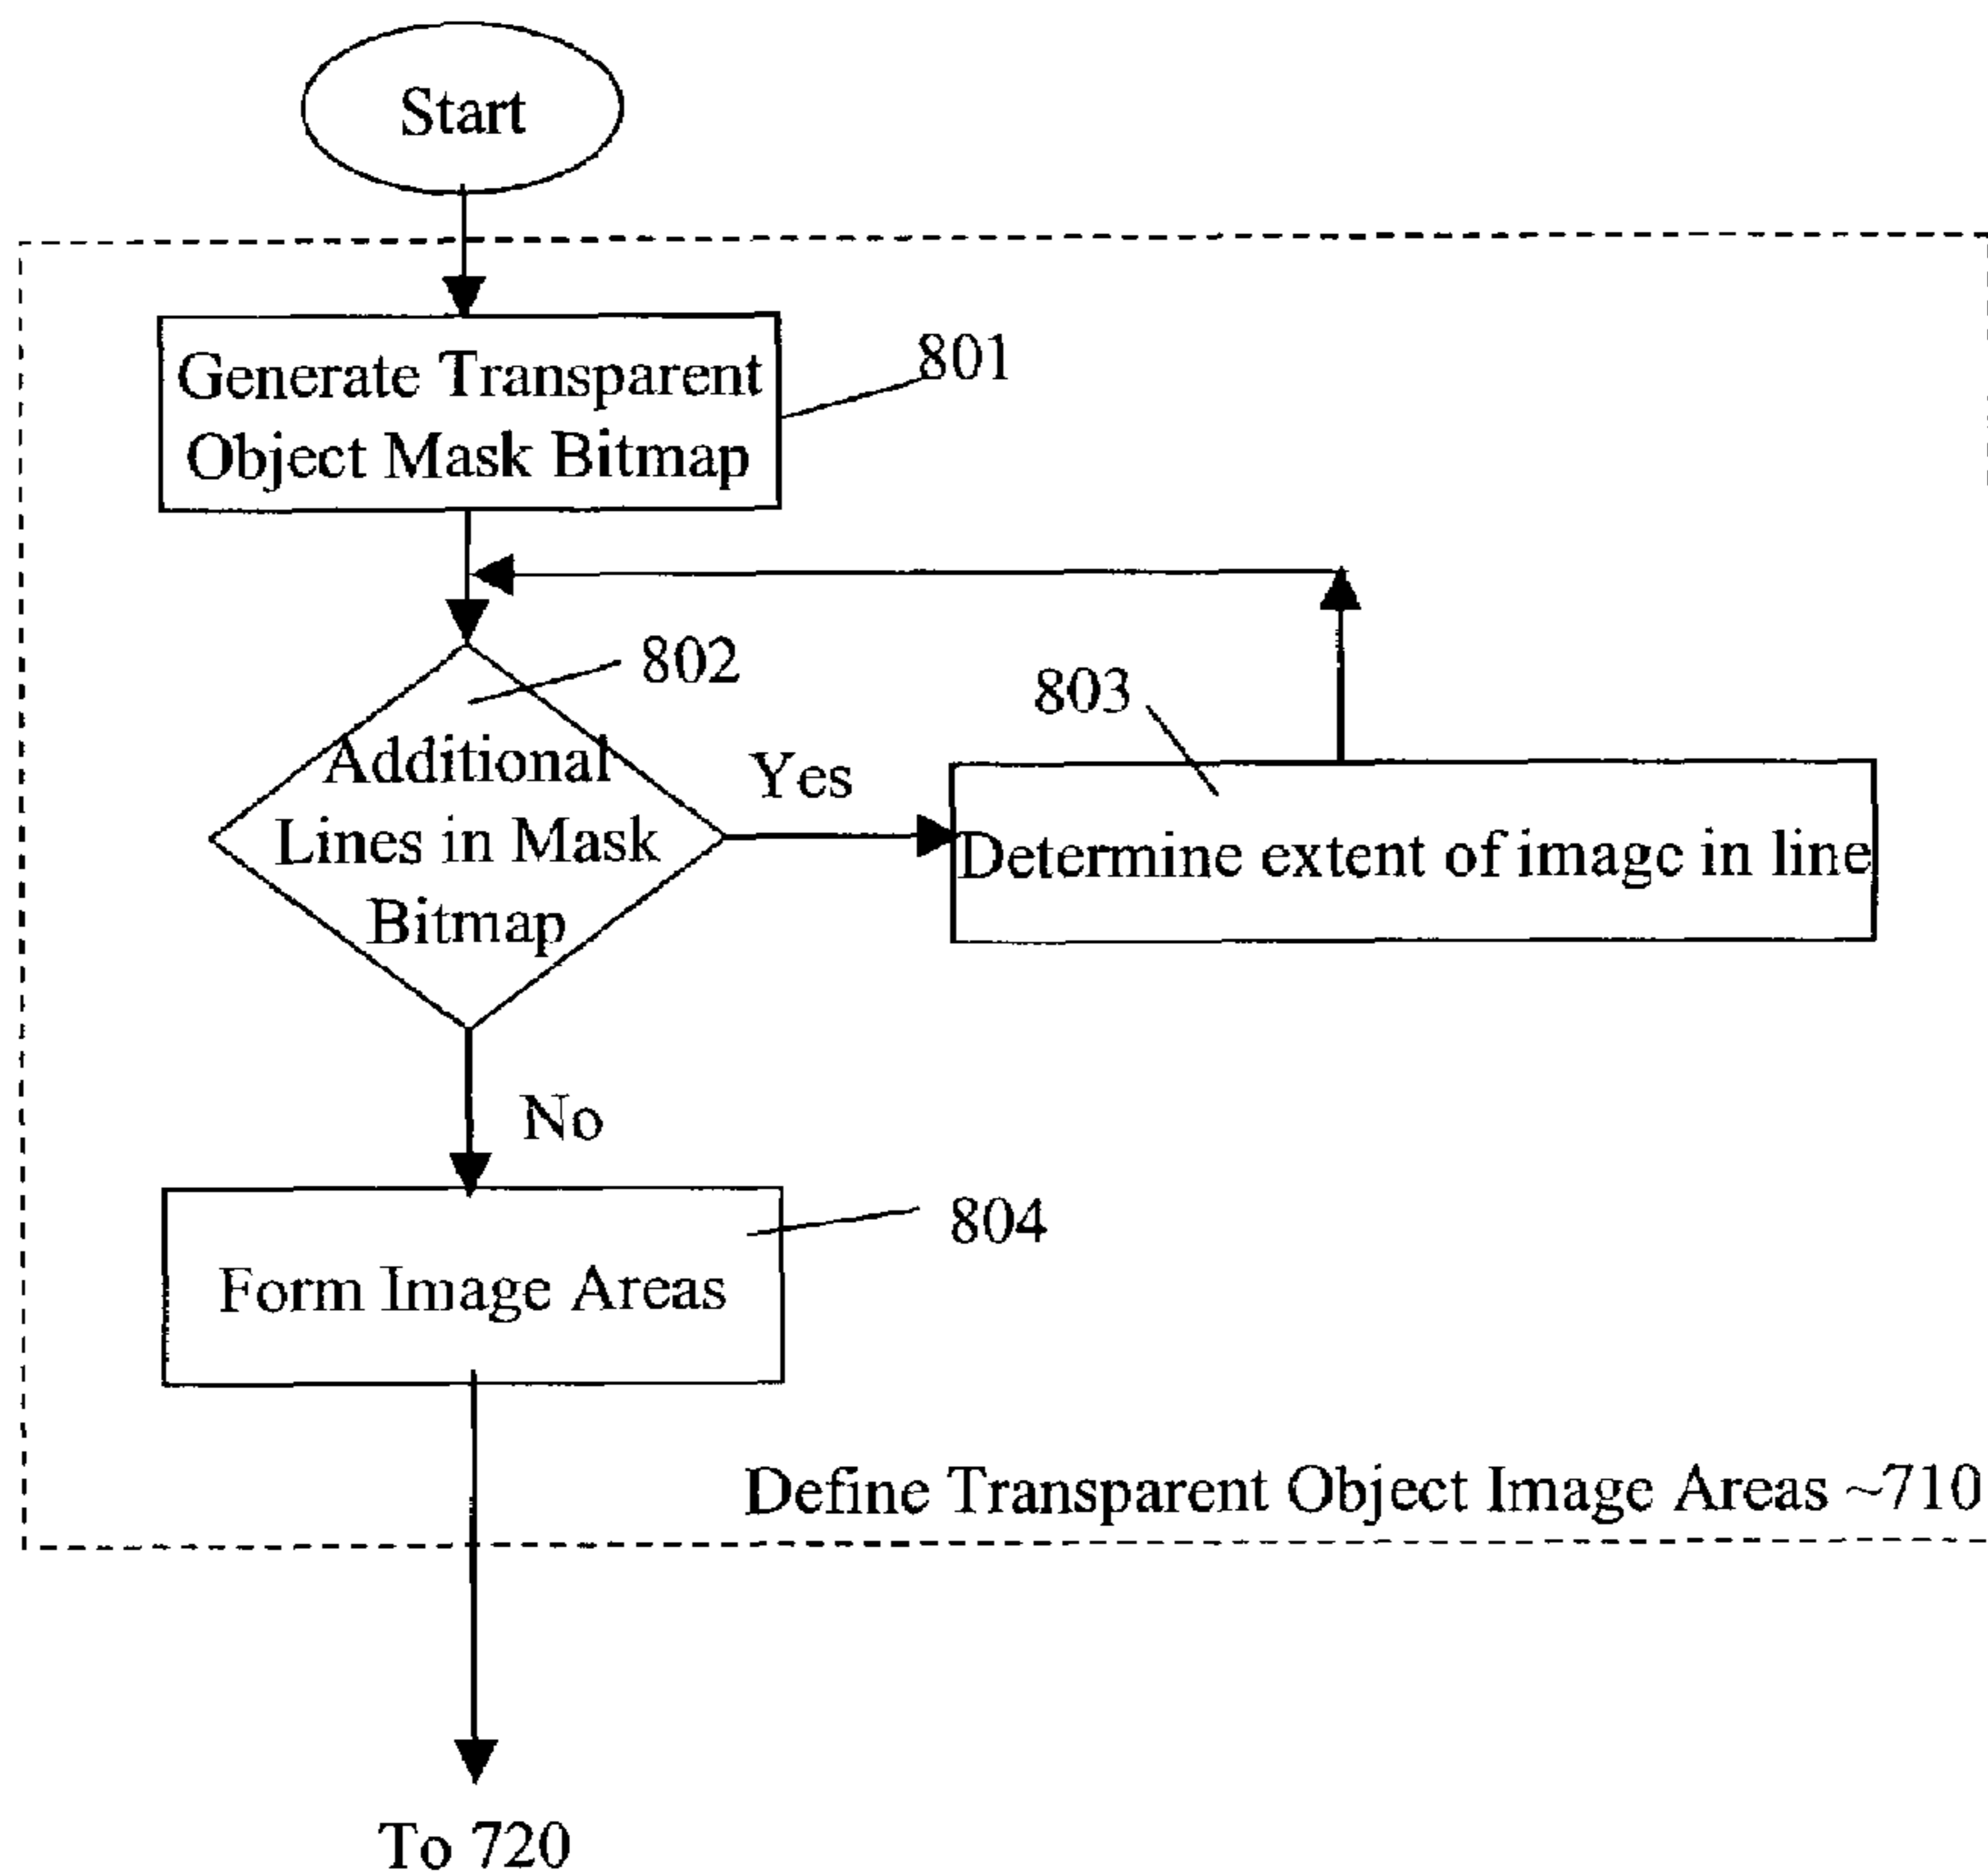 Start
Generate Transparent
Object Mask Bitmap
801
802
Additional
Lines in Mask
Bitmap
Yes
803
Determine extent of image in line
No
Form Image Areas
804
Define Transparent Object Image Areas ~710
To 720